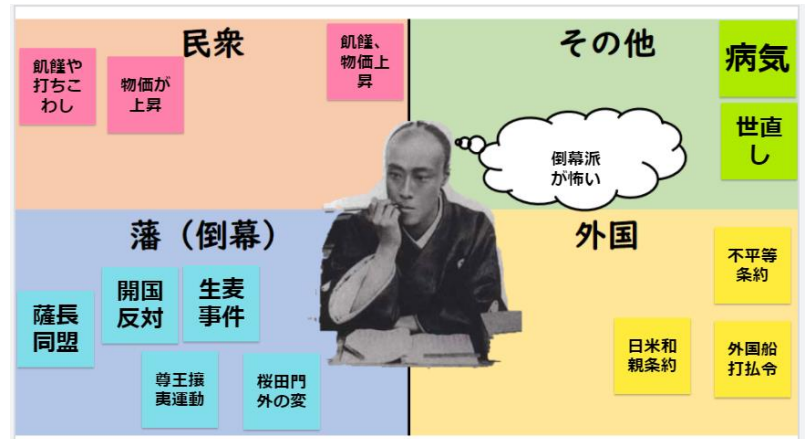 民衆
飢饉や
打ちこ
わし
物価が
上昇
飢饉、
物価上
昇
その他
病気
世直
し
倒幕派
が怖い
藩（倒幕）
薩長
同盟
開国
反対
生麦
事件
尊王攘
夷運動
桜田門
外の変
外国
不平等
条約
日米和
親条約
外国船
打払令